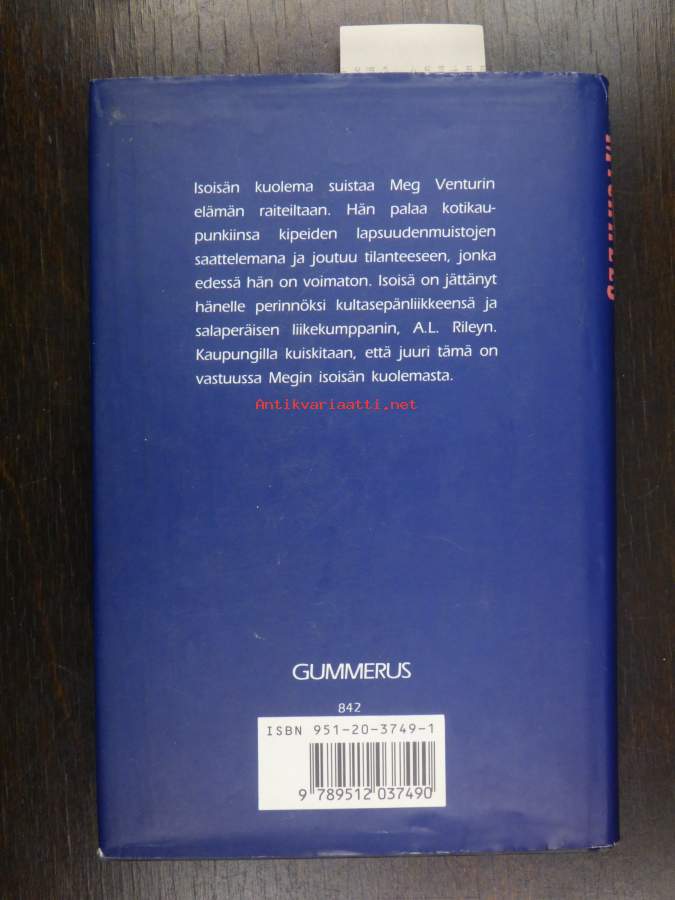 Isoisän kuolema suistaa Meg Venturin
elämän raiteiltaan. Hän palaa kotikau-
punkiinsa kipeiden lapsuudenmuistojen
saattelemana ja joutuu tilanteeseen, jonka
edessä hän on voimaton. Isoisä on jättänyt
hänelle perinnöksi kultasepänliikkeensä ja
salaperäisen liikekumppanin, A.L. Rileyn.
Kaupungilla kuiskitaan, että juuri tämä on
vastuussa Megin isoisän kuolemasta.
Antikvariaatti.net
GUMMERUS
842
ISBN 951-20-3749-1
9 789512 037490